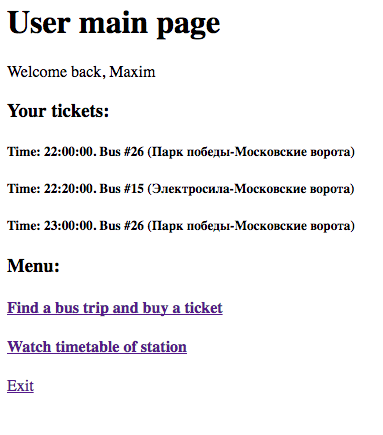 User main page
Welcome back, Maxim
Your tickets:
Time: 22:00:00. Bus #26 (Парк победы-Московские ворота)
Time: 22:20:00. Bus #15 (Электросила-Московские ворота)
Time: 23:00:00. Bus #26 (Парк победы-Московские ворота)
Menu:
Find a bus trip and buy a ticket
Watch timetable of station
Exit